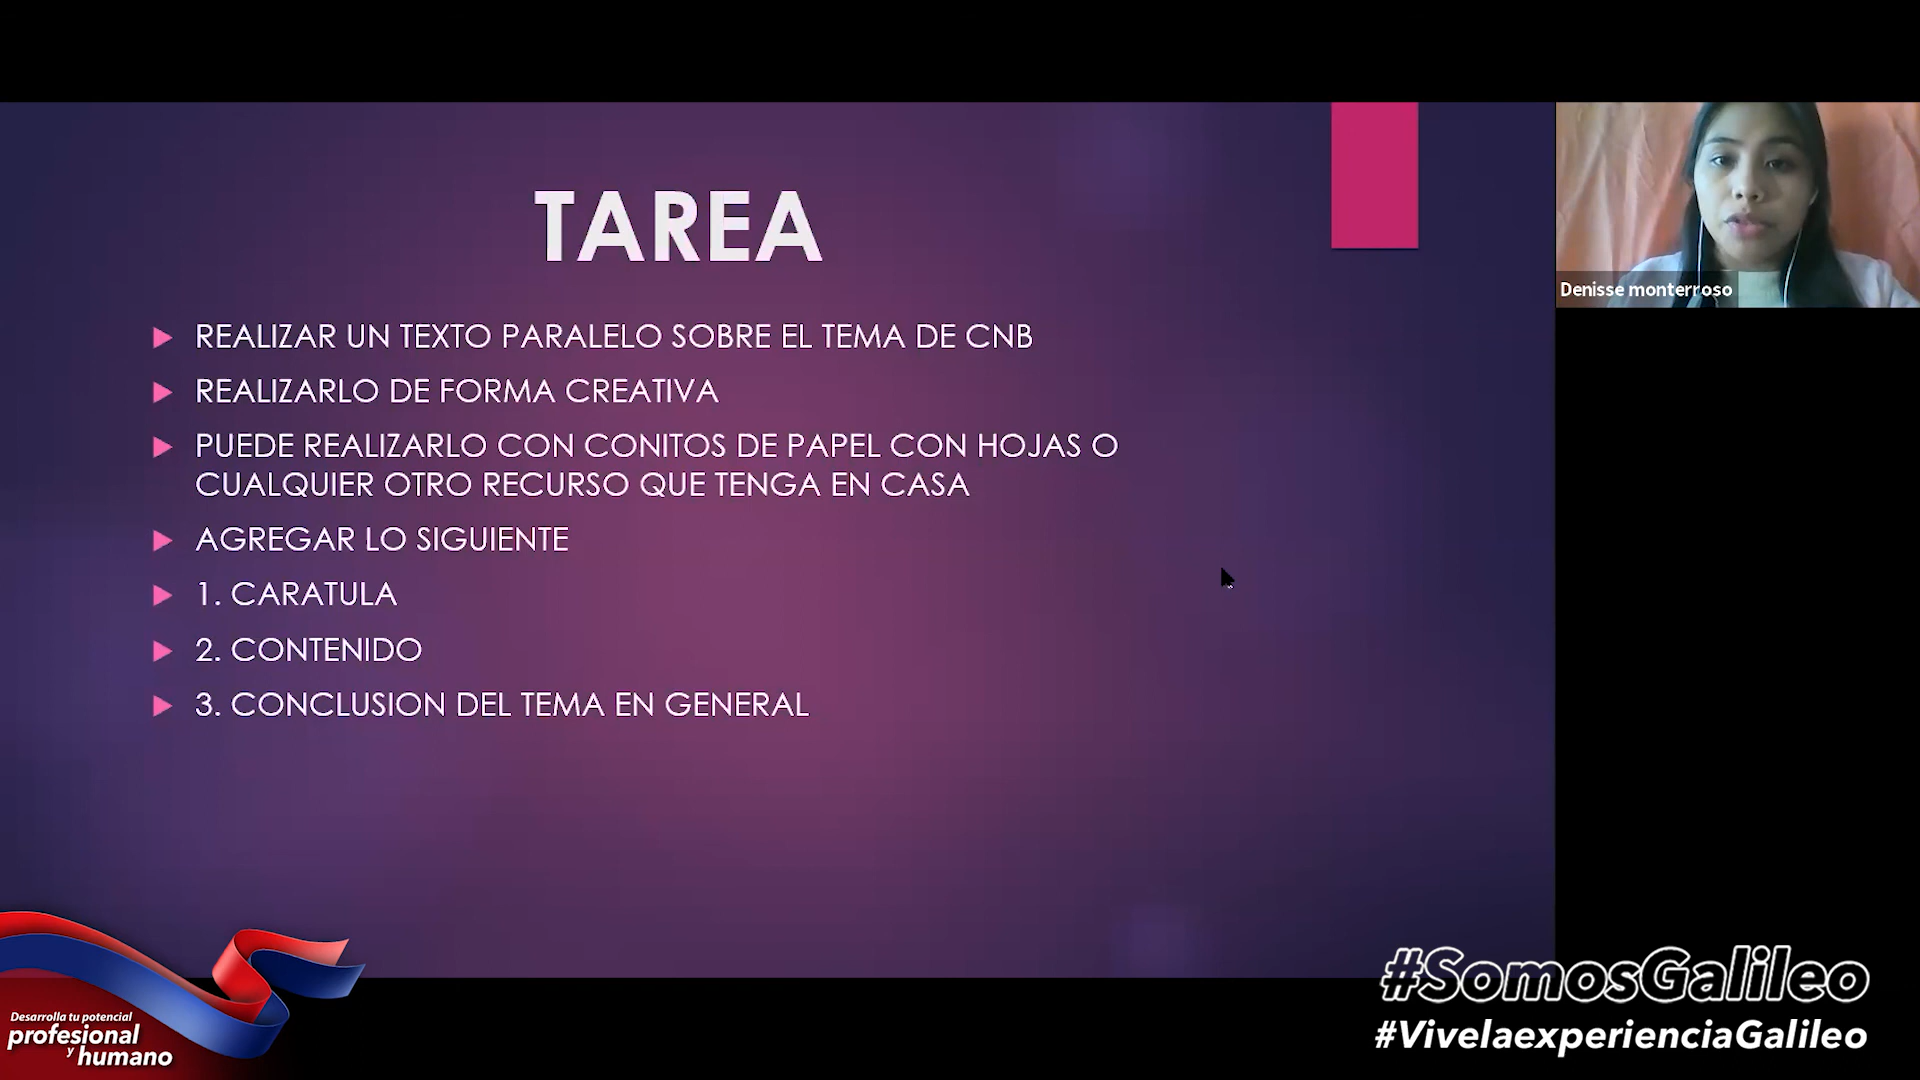 TAREA
REALIZAR UN TEXTO PARALELO SOBRE EL TEMA DE CNB
REALIZARLO DE FORMA CREATIVA
PUEDE REALIZARLO CON CONITOS DE PAPEL CON HOJAS O
CUALQUIER OTRO RECURSO QUE TENGA EN CASA
AGREGAR LO SIGUIENTE
1. CARATULA
2. CONTENIDO
3. CONCLUSION DEL TEMA EN GENERAL
Denisse monterroso
Desarrolla tu potencial
profesional
y humano
#SomosGalileo
#VivelaexperienciaGalileo